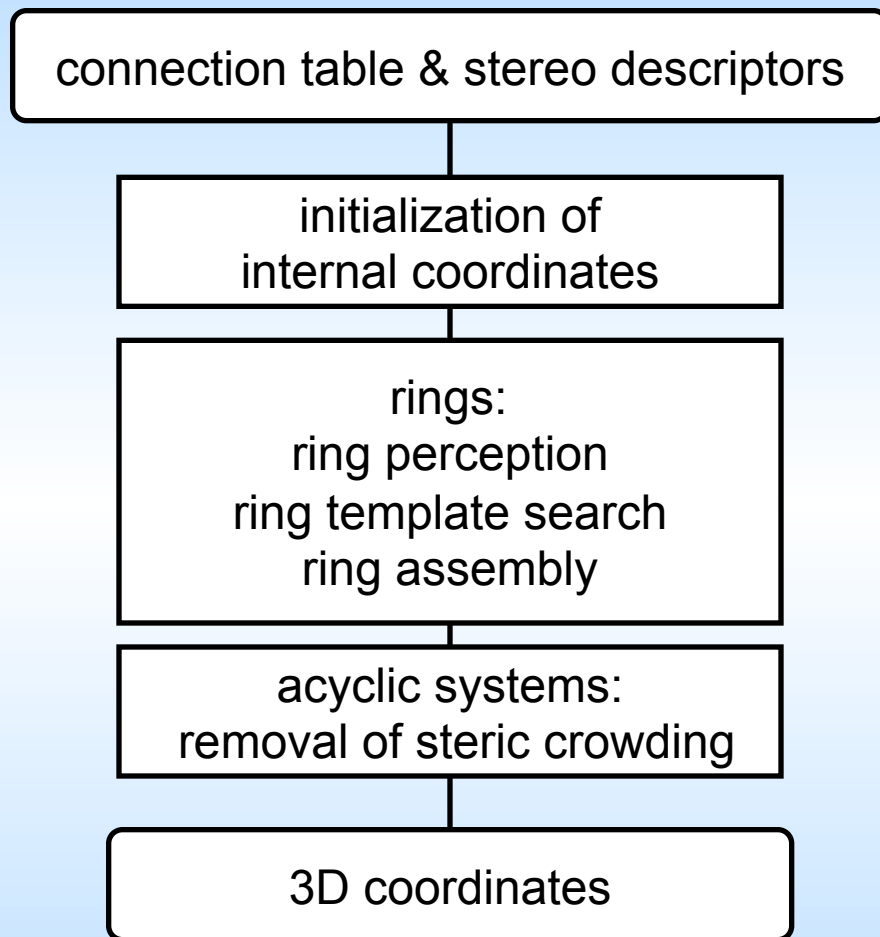 connection table & stereo descriptors
initialization of
internal coordinates
rings:
ring perception
ring template search
ring assembly
acyclic systems:
removal of steric crowding
3D coordinates